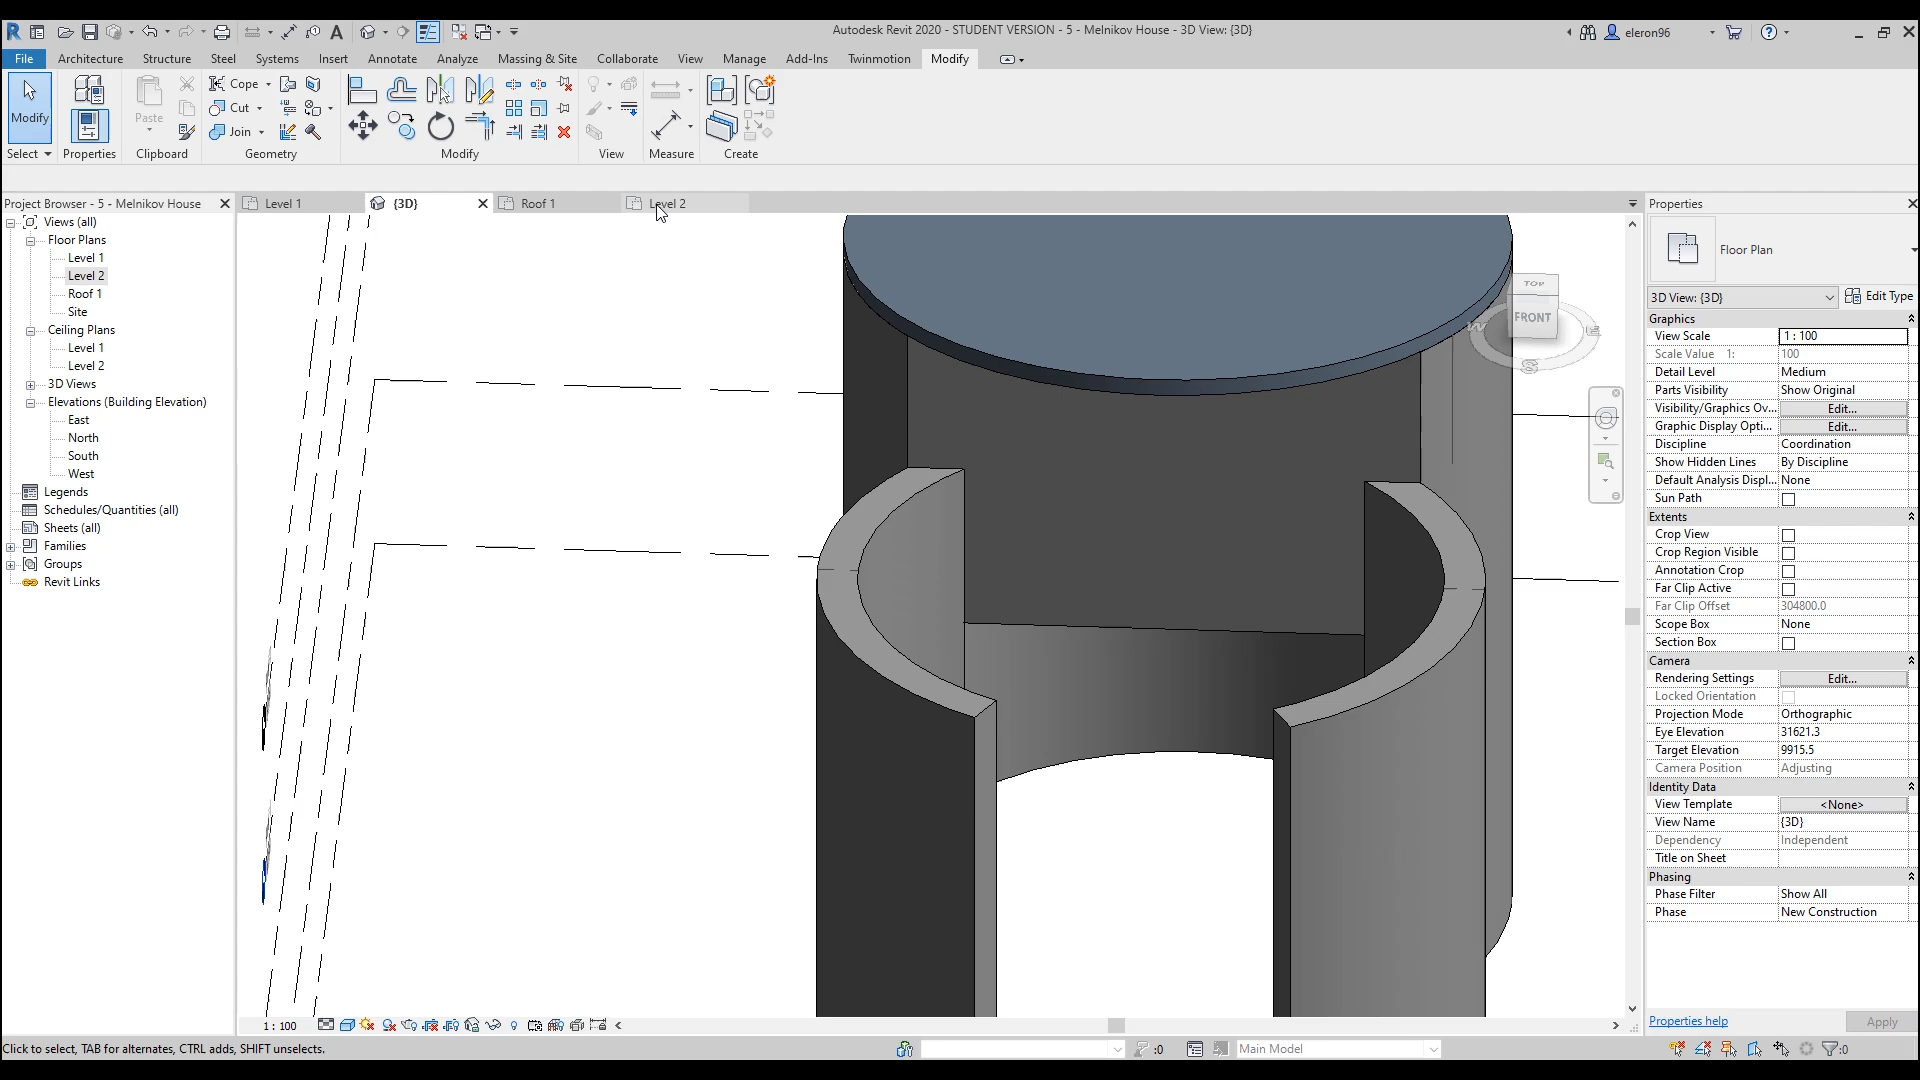 Autodesk Revit 2020 - STUDENT VERSION - 5 - Melnikov House - 3D View: {3D}
eleron96
File Architecture Structure Steel Systems Insert Annotate Analyze Massing & Site Collaborate View Manage Add-Ins Twinmotion Modify
Modify Paste Cope
Cut
Join
Select Properties Clipboard Geometry Modify View Measure Create
Project Browser - 5 - Melnikov House
Level 1 {3D} Roof 1 Level 2
Properties
Views (all)
Floor Plans
Level 1
Level 2
Roof 1
Site
Ceiling Plans
Level 1
Level 2
3D Views
Elevations (Building Elevation)
East
North
South
West
Legends
Schedules/Quantities (all)
Sheets (all)
Families
Groups
Revit Links
TOP
FRONT
W
S
Floor Plan
3D View: {3D} Edit Type
Graphics
View Scale 1 : 100
Scale Value 1: 100
Detail Level Medium
Parts Visibility Show Original
Visibility/Graphics Ov... Edit...
Graphic Display Opti... Edit...
Discipline Coordination
Show Hidden Lines By Discipline
Default Analysis Displ... None
Sun Path
Extents
Crop View
Crop Region Visible
Annotation Crop
Far Clip Active
Far Clip Offset 304800.0
Scope Box None
Section Box
Camera
Rendering Settings Edit...
Locked Orientation
Projection Mode Orthographic
Eye Elevation 31621.3
Target Elevation 9915.5
Camera Position Adjusting
Identity Data
View Template <None>
View Name {3D}
Dependency Independent
Title on Sheet
Phasing
Phase Filter Show All
Phase New Construction
Properties help Apply
1 : 100
Click to select, TAB for alternates, CTRL adds, SHIFT unselects.
:0 Main Model :0